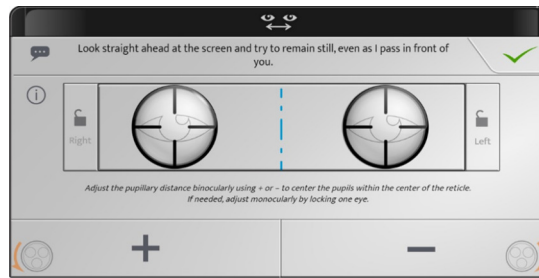 Look straight ahead at the screen and try to remain still, even as I pass in front of
you.
Right
Left
Adjust the pupillary distance binocularly using + or – to center the pupils within the center of the reticle.
If needed, adjust monocularly by locking one eye.